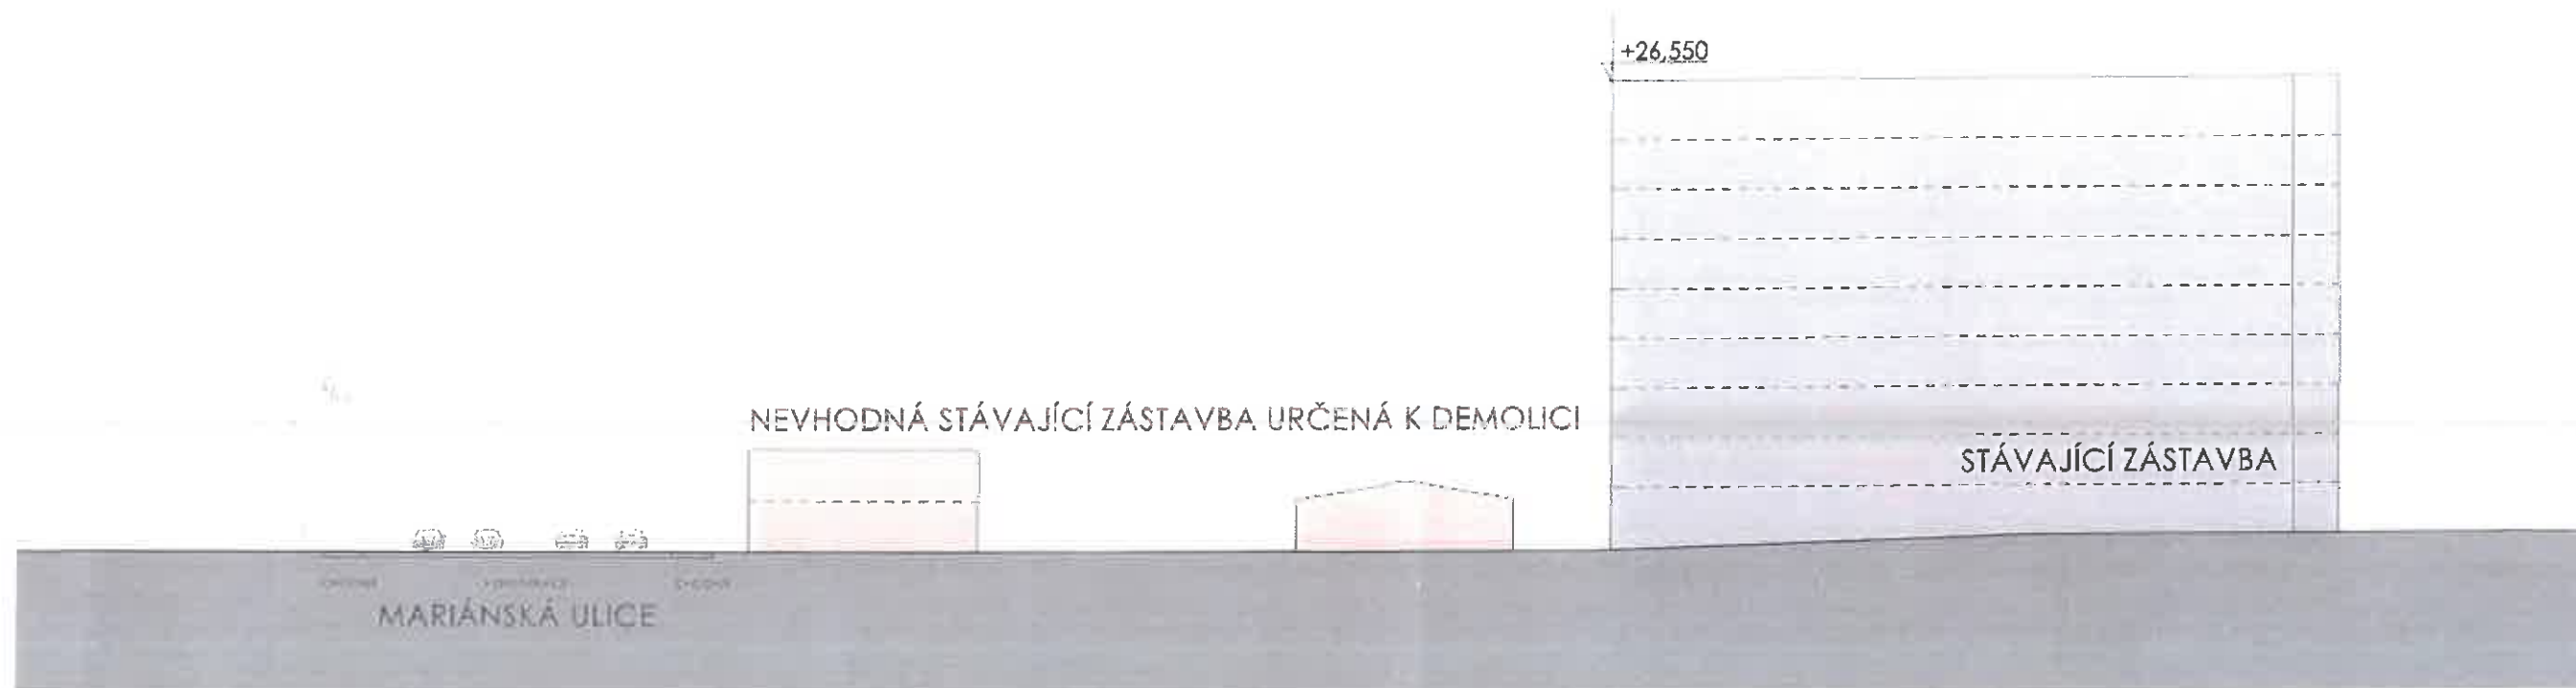 +26,550
NEVHODNÁ STÁVAJÍCÍ ZÁSTAVBA URČENÁ K DEMOLICI
STÁVAJÍCÍ ZÁSTAVBA
MARIÁNSKÁ ULICE